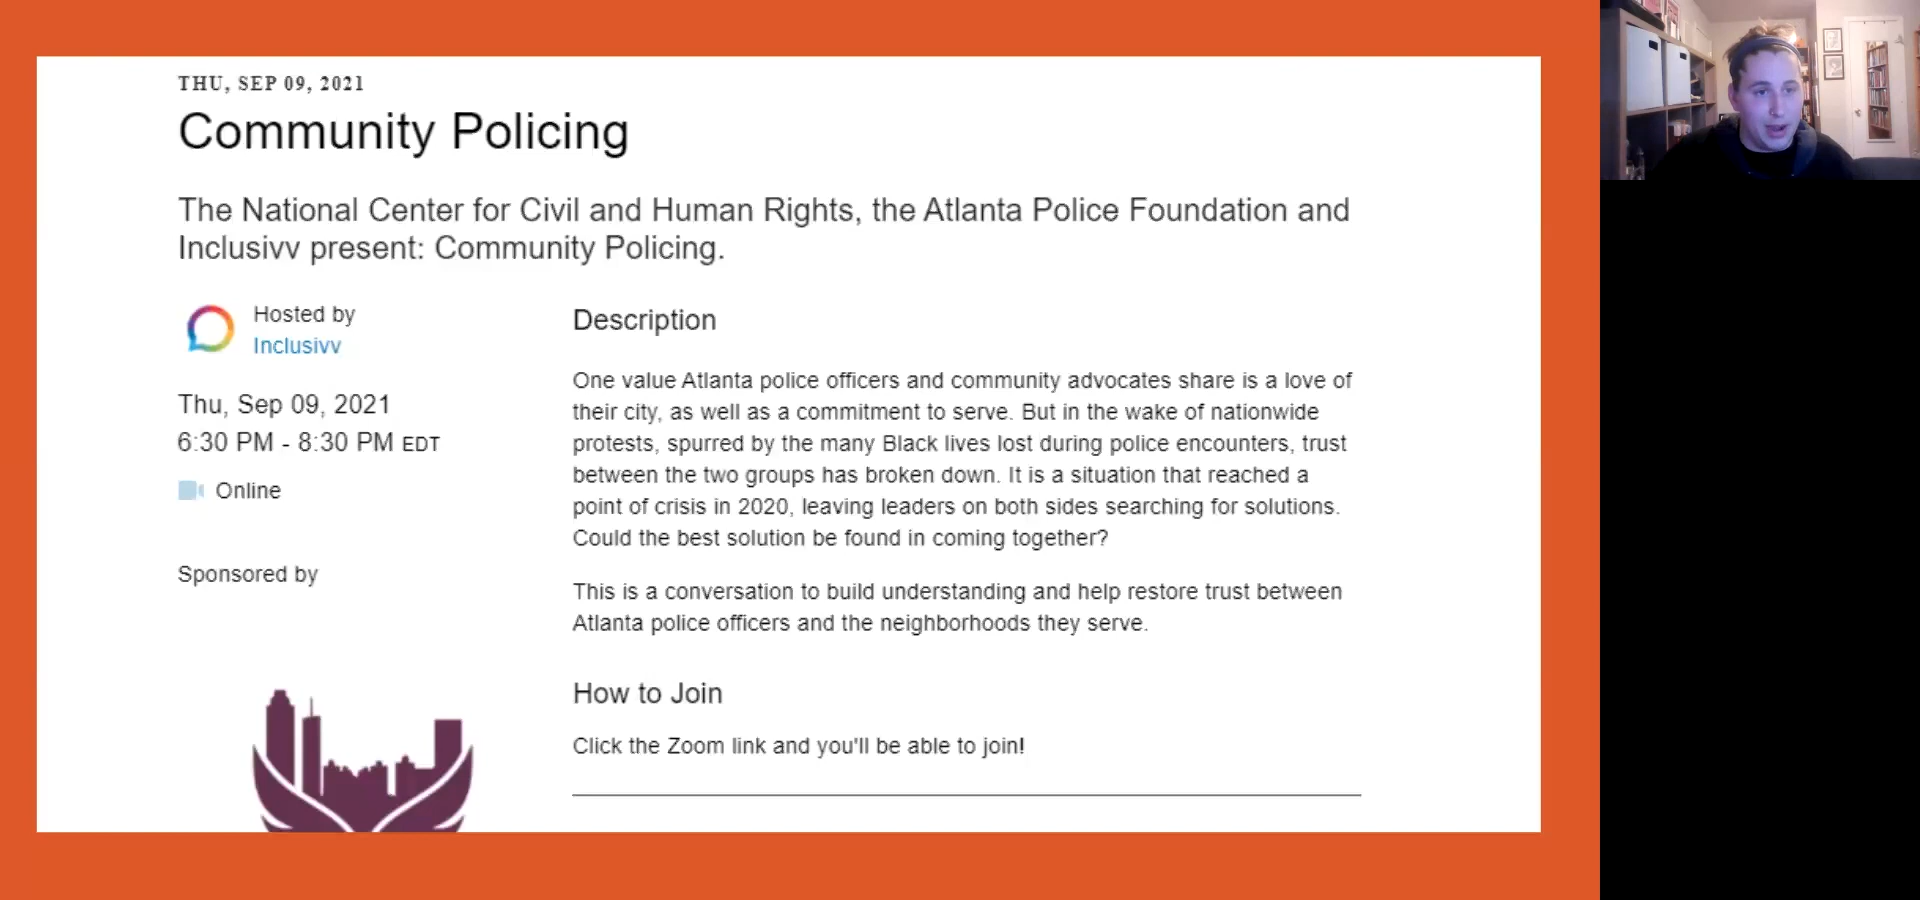 THU, SEP 09, 2021
Community Policing
The National Center for Civil and Human Rights, the Atlanta Police Foundation and
Inclusivv present: Community Policing.
Hosted by
Inclusivv
Thu, Sep 09, 2021
6:30 PM - 8:30 PM EDT
Online
Sponsored by
Description
One value Atlanta police officers and community advocates share is a love of
their city, as well as a commitment to serve. But in the wake of nationwide
protests, spurred by the many Black lives lost during police encounters, trust
between the two groups has broken down. It is a situation that reached a
point of crisis in 2020, leaving leaders on both sides searching for solutions.
Could the best solution be found in coming together?
This is a conversation to build understanding and help restore trust between
Atlanta police officers and the neighborhoods they serve.
How to Join
Click the Zoom link and you'll be able to join!